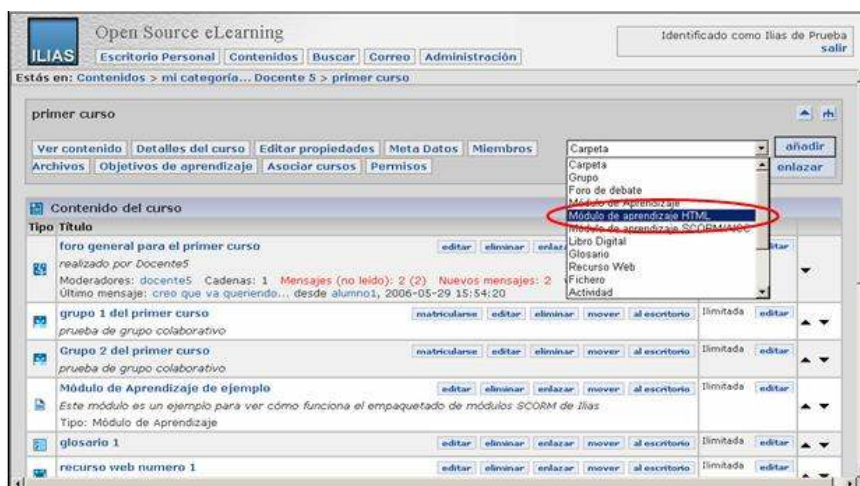 Open Source eLearning
Identificado como Ilias de Prueba
salir
ILIAS
Escritorio Personal Contenidos Buscar Correo Administración
Estás en: Contenidos > mi categoría... Docente 5 > primer curso
primer curso
Ver contenido Detalles del curso Editar propiedades Meta Datos Miembros
Carpeta
añadir
Archivos Objetivos de aprendizaje Asociar cursos Permisos
enlazar
Carpeta
Grupo
Foro de debate
Módulo de Aprendizaje
Módulo de aprendizaje HTML
Módulo de aprendizaje SCORM/AICC
Libro Digital
Glosario
Recurso Web
Fichero
Actividad
Contenido del curso
Tipo Título
foro general para el primer curso
editar eliminar
realizado por Docente5
Moderadores: docente5 Cadenas: 1 Mensajes (no leído): 2 (2) Nuevos mensajes: 2
Último mensaje: creo que va queriendo... desde alumno1, 2006-05-29 15:54:20
grupo 1 del primer curso
matricularse editar eliminar mover al escritorio Ilimitada editar
prueba de grupo colaborativo
Grupo 2 del primer curso
matricularse editar eliminar mover al escritorio Ilimitada editar
prueba de grupo colaborativo
Módulo de Aprendizaje de ejemplo
editar eliminar enlazar mover al escritorio Ilimitada editar
Este módulo es un ejemplo para ver cómo funciona el empaquetado de módulos SCORM de Ilias
Tipo: Módulo de Aprendizaje
glosario 1
editar eliminar enlazar mover al escritorio Ilimitada editar
recurso web numero 1
editar eliminar enlazar mover al escritorio Ilimitada editar